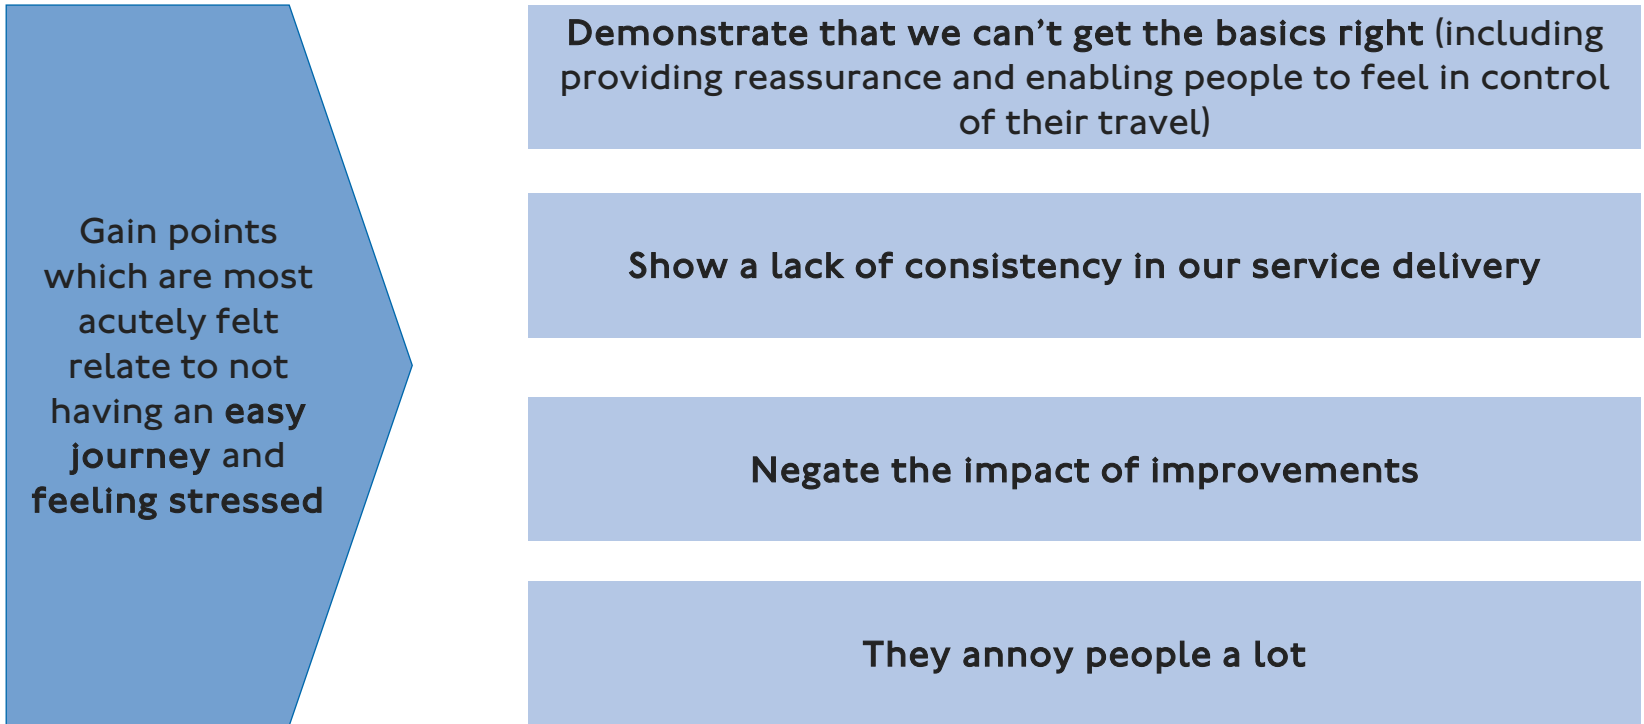 Gain points
which are most
acutely felt
relate to not
having an easy
journey and
feeling stressed
Demonstrate that we can’t get the basics right (including
providing reassurance and enabling people to feel in control
of their travel)
Show a lack of consistency in our service delivery
Negate the impact of improvements
They annoy people a lot